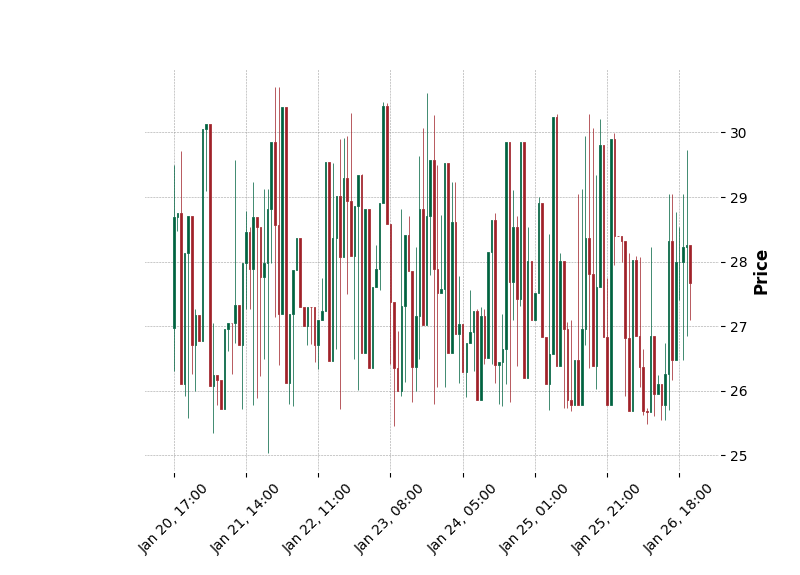 30
29
28
27
26
25
Price
Jan 20, 17:00
Jan 21, 14:00
Jan 22, 11:00
Jan 23, 08:00
Jan 24, 05:00
Jan 25, 01:00
Jan 25, 21:00
Jan 26, 18:00